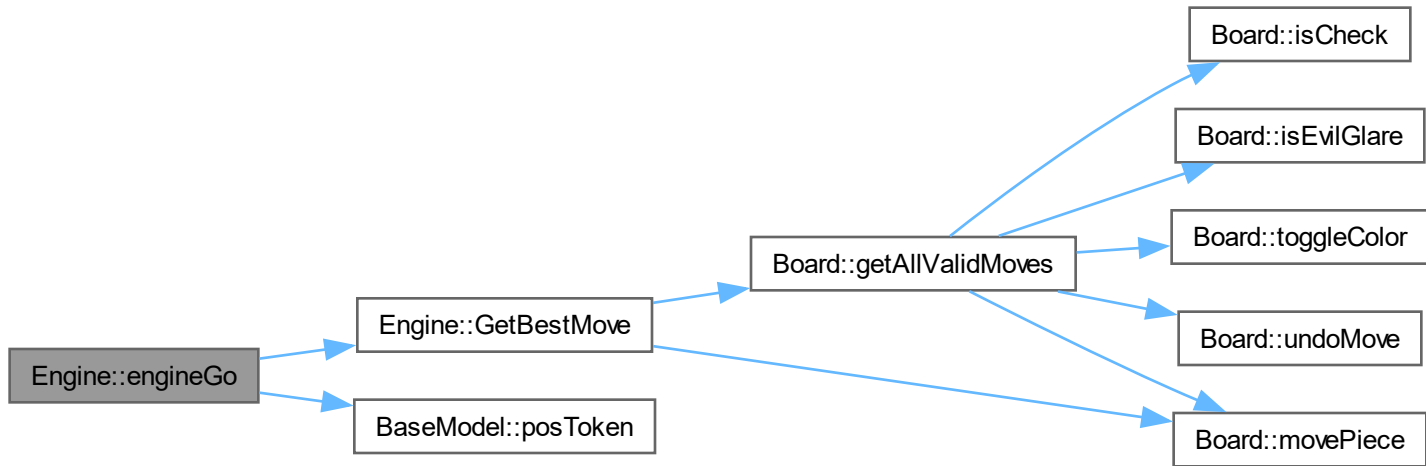 Board::isCheck
Board::isEvilGlare
Board::toggleColor
Board::getAllValidMoves
Engine::GetBestMove
Board::undoMove
Engine::engineGo
BaseModel::posToken
Board::movePiece